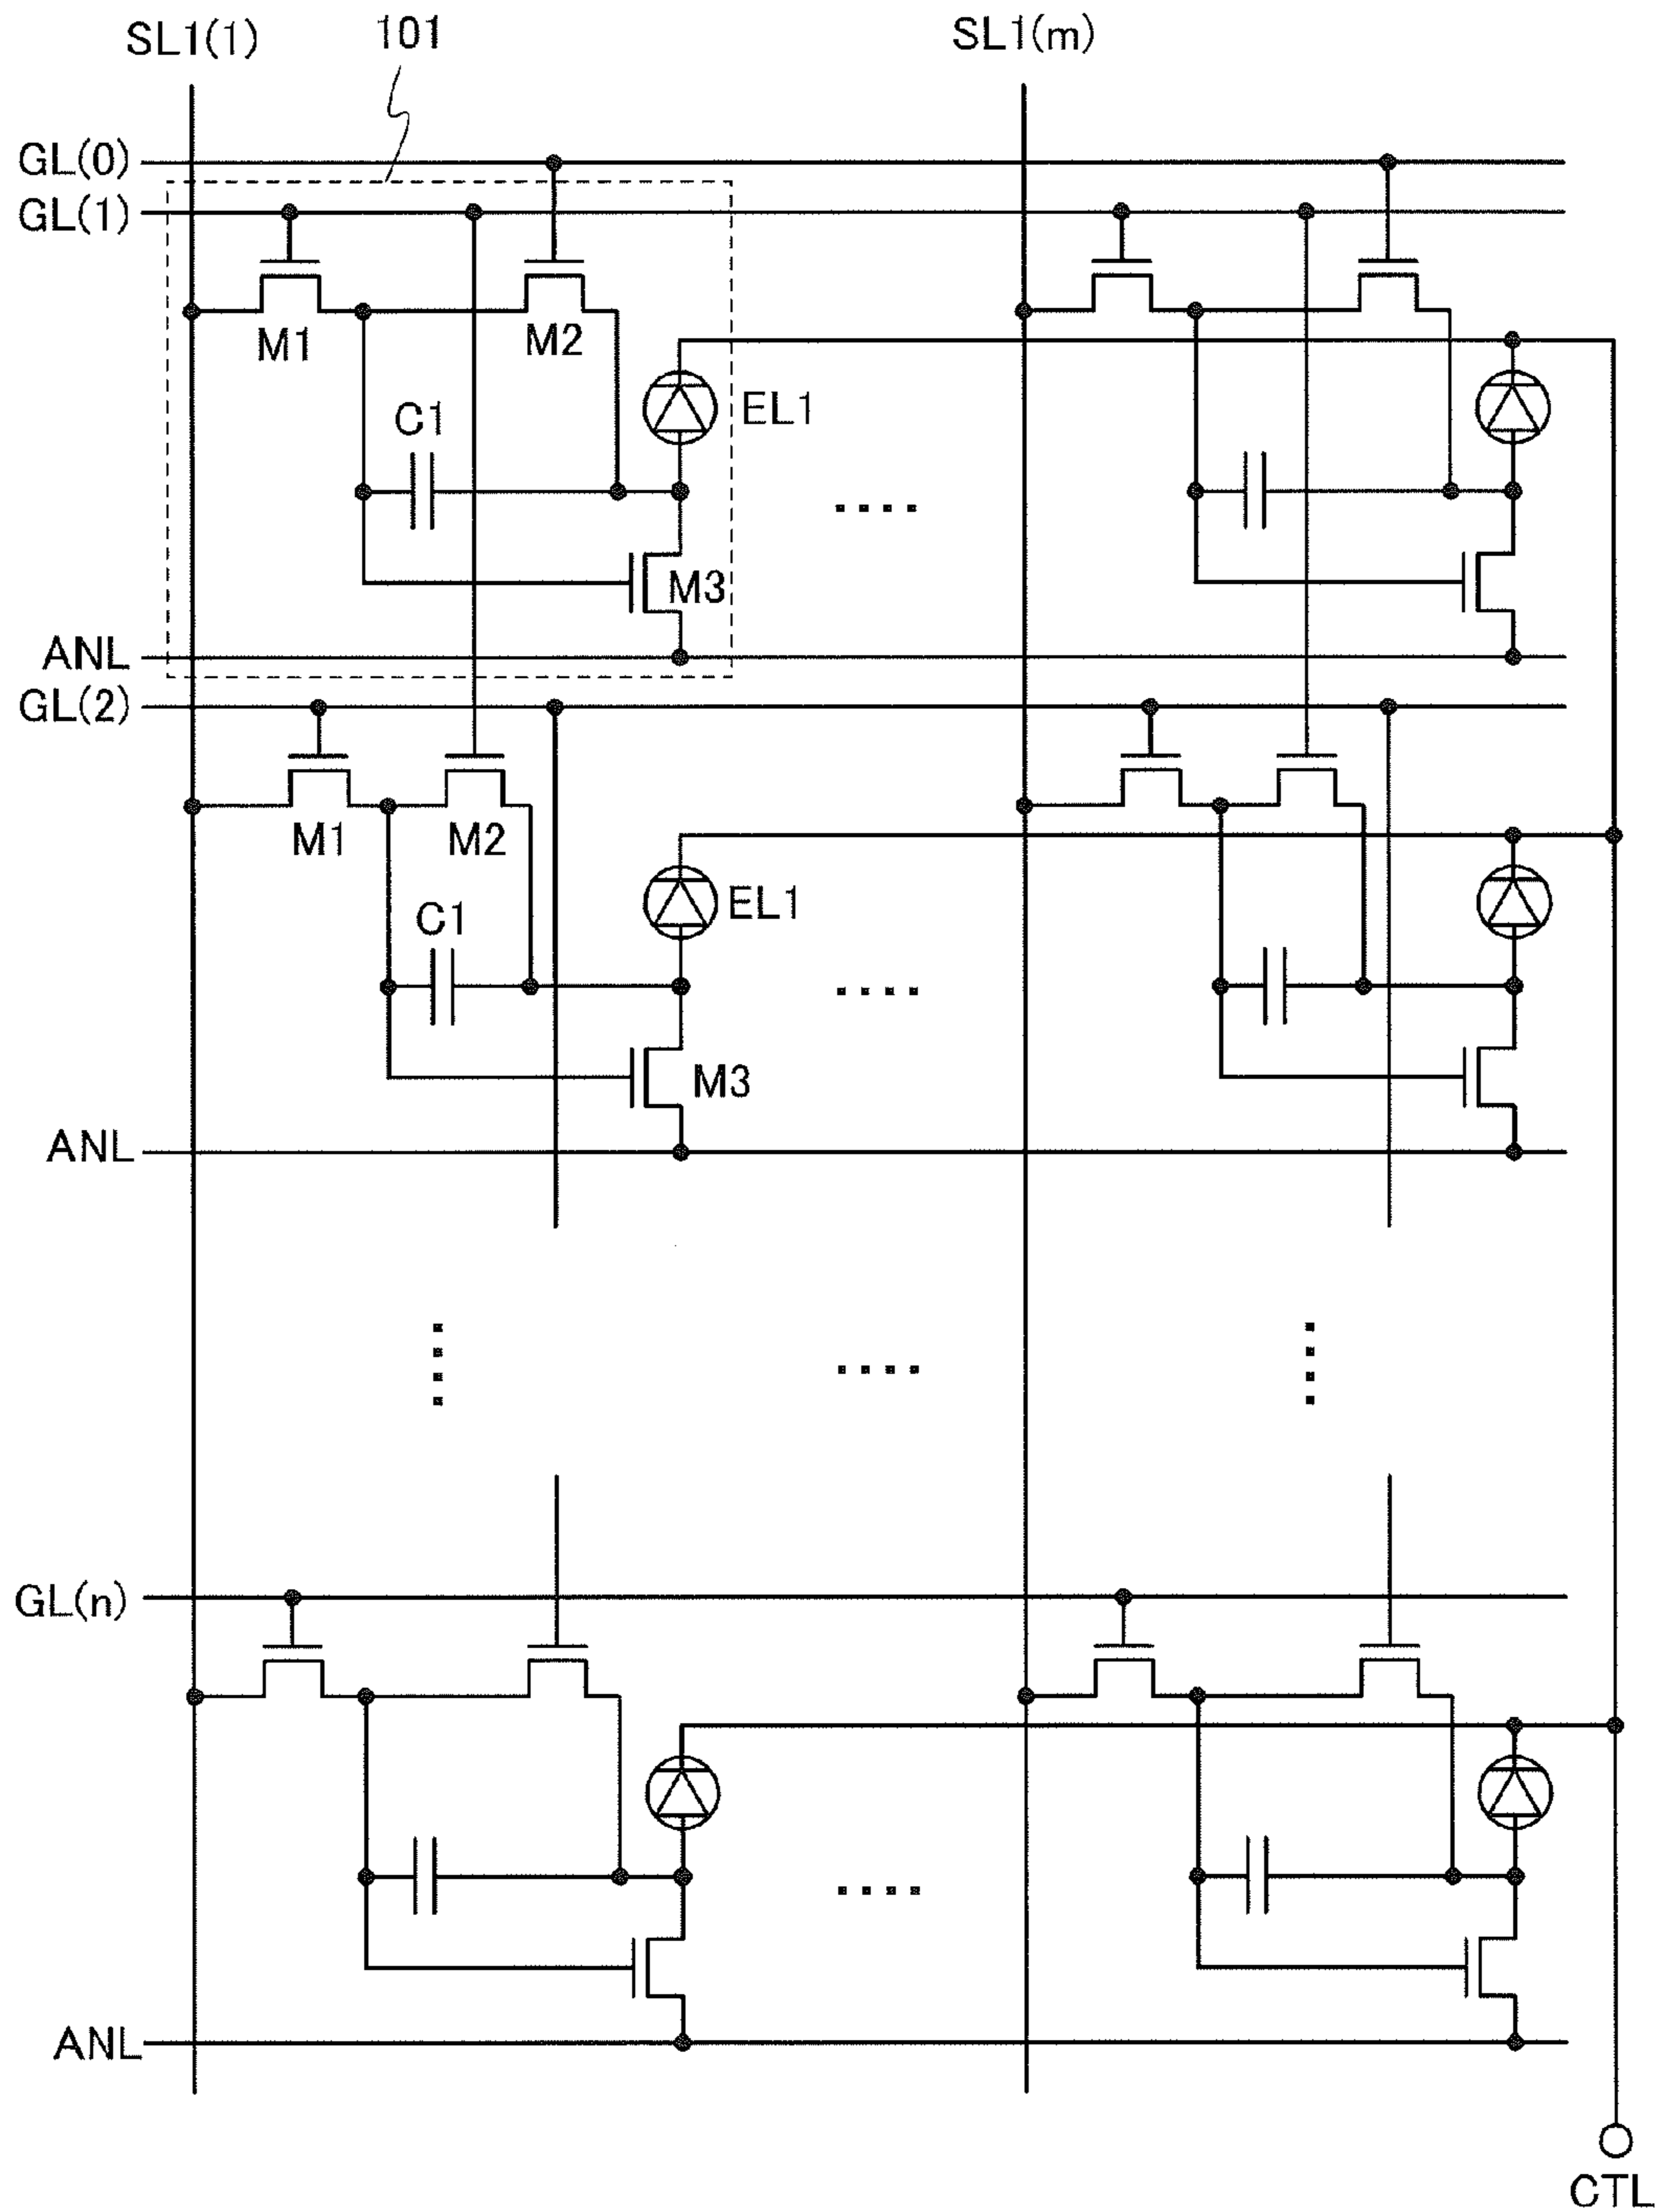 SL1(1)
101
SL1(m)
GL(0)
GL(1)
M1
M2
C1
EL1
M3
ANL
GL(2)
M1
M2
C1
EL1
M3
ANL
GL(n)
ANL
CTL